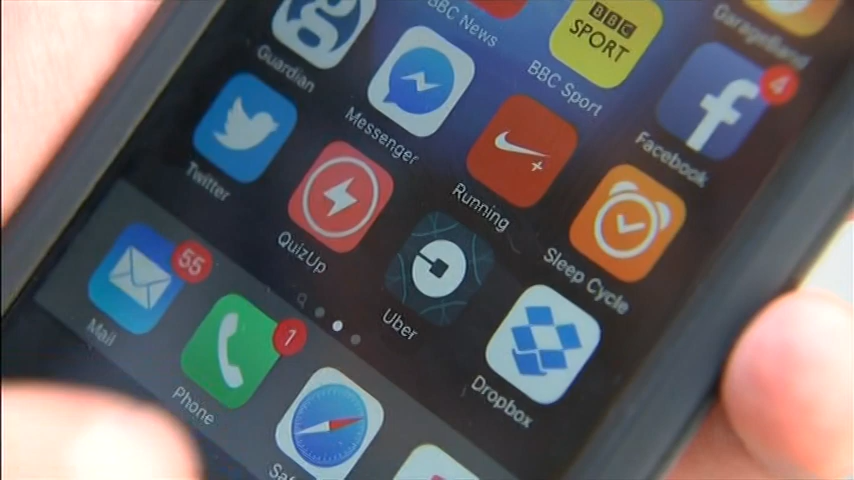 BBC News
BBC
SPORT
GarageBand
Guardian
Messenger
BBC Sport
4
f
Facebook
Twitter
Running
QuizUp
Sleep Cycle
55
Mail
1
Uber
Phone
Dropbox
Saf